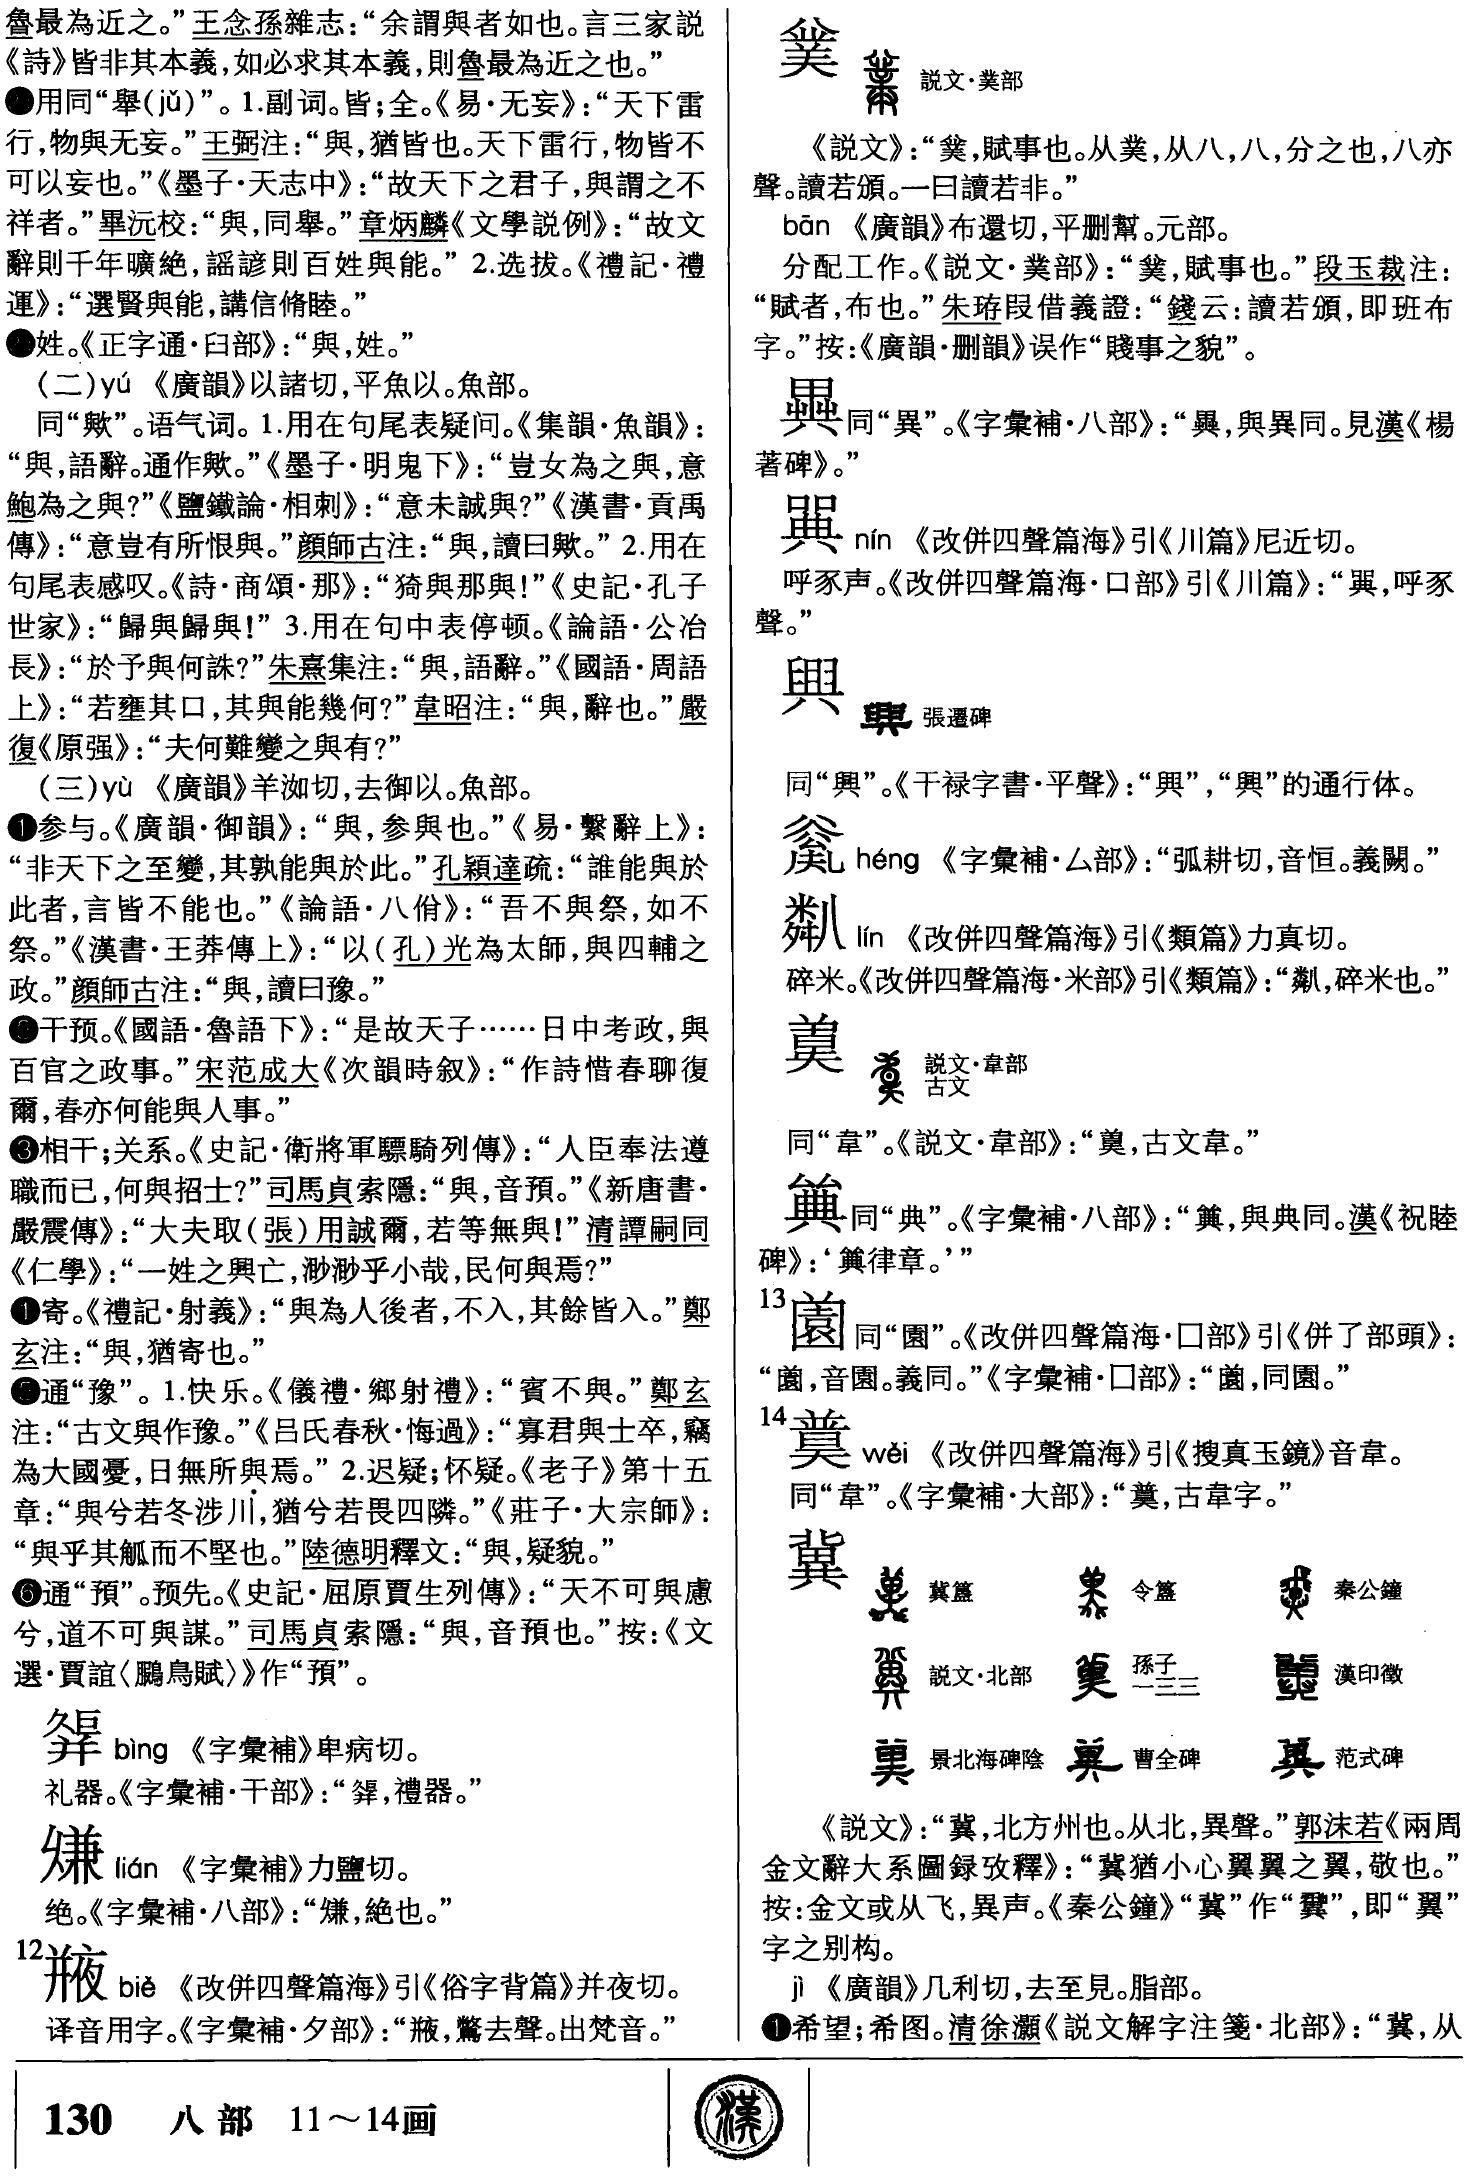 魯最為近之。”王念孫雜志：“余謂與者如也。言三家説
《詩》皆非其本義，如必求其本義，則魯最為近之也。”
用同“舉(jǔ)”。1.副词。皆；全。《易·无妄》：“天下雷
行，物與无妄。”王弼注：“與，猶皆也。天下雷行，物皆不
可以妄也。”《墨子·天志中》：“故天下之君子，與謂之不
祥者。”畢沅校：“與，同舉。”章炳麟《文學説例》：“故文
辭則千年曠絶，謡諺則百姓與能。” 2.选拔。《禮記·禮
運》：“選賢與能，講信脩睦。”
姓。《正字通·臼部》：“與，姓。”
（二）yú 《廣韻》以諸切，平魚以。魚部。
同“歟”。语气词。1.用在句尾表疑问。《集韻·魚韻》：
“與，語辭。通作歟。”《墨子·明鬼下》：“豈女為之與，意
鮑為之與？”《鹽鐵論·相刺》：“意未誠與？”《漢書·貢禹
傳》：“意豈有所恨與。”顔師古注：“與，讀曰歟。” 2.用在
句尾表感叹。《詩·商頌·那》：“猗與那與！”《史記·孔子
世家》：“歸與歸與！” 3.用在句中表停顿。《論語·公冶
長》：“於予與何誅？”朱熹集注：“與，語辭。”《國語·周語
上》：“若壅其口，其與能幾何？”韋昭注：“與，辭也。”嚴
復《原强》：“夫何難變之與有？”
（三）yù 《廣韻》羊洳切，去御以。魚部。
❶参与。《廣韻·御韻》：“與，参與也。”《易·繫辭上》：
“非天下之至變，其孰能與於此。”孔穎達疏：“誰能與於
此者，言皆不能也。”《論語·八佾》：“吾不與祭，如不
祭。”《漢書·王莽傳上》：“以（孔）光為太師，與四輔之
政。”顔師古注：“與，讀曰豫。”
❷干预。《國語·魯語下》：“是故天子……日中考政，與
百官之政事。”宋范成大《次韻時叙》：“作詩惜春聊復
爾，春亦何能與人事。”
❸相干；关系。《史記·衛將軍驃騎列傳》：“人臣奉法遵
職而已，何與招士？”司馬貞索隱：“與，音預。”《新唐書·
嚴震傳》：“大夫取（張）用誠爾，若等無與！”清譚嗣同
《仁學》：“一姓之興亡，渺渺乎小哉，民何與焉？”
❹寄。《禮記·射義》：“與為人後者，不入，其餘皆入。”鄭
玄注：“與，猶寄也。”
❺通“豫”。1.快乐。《儀禮·鄉射禮》：“賓不與。”鄭玄
注：“古文與作豫。”《吕氏春秋·悔過》：“寡君與士卒，竊
為大國憂，日無所與焉。” 2.迟疑；怀疑。《老子》第十五
章：“與兮若冬涉川，猶兮若畏四隣。”《莊子·大宗師》：
“與乎其觚而不堅也。”陸德明釋文：“與，疑貌。”
❻通“預”。预先。《史記·屈原賈生列傳》：“天不可與慮
兮，道不可與謀。”司馬貞索隱：“與，音預也。”按：《文
選·賈誼〈鵩鳥賦〉》作“預”。
bìng 《字彙補》卑病切。
礼器。《字彙補·干部》：“，禮器。”
lián 《字彙補》力鹽切。
绝。《字彙補·八部》：“，絶也。”
12 biě 《改併四聲篇海》引《俗字背篇》并夜切。
译音用字。《字彙補·夕部》：“，驚去聲。出梵音。”
説文·菐部
《説文》：“，賦事也。从菐，从八，八，分之也，八亦
聲。讀若頒。一曰讀若非。”
bān 《廣韻》布還切，平删幫。元部。
分配工作。《説文·菐部》：“，賦事也。”段玉裁注：
“賦者，布也。”朱珔叚借義證：“錢云：讀若頒，即班布
字。”按：《廣韻·删韻》误作“賤事之貌”。
同“異”。《字彙補·八部》：“，與異同。見漢《楊
著碑》。”
nín 《改併四聲篇海》引《川篇》尼近切。
呼豕声。《改併四聲篇海·口部》引《川篇》：“，呼豕
聲。”
張遷碑
同“興”。《干禄字書·平聲》：“”，“興”的通行体。
héng 《字彙補·厶部》：“弧耕切，音恒。義闕。”
lín 《改併四聲篇海》引《類篇》力真切。
碎米。《改併四聲篇海·米部》引《類篇》：“，碎米也。”
説文·韋部
古文
同“韋”。《説文·韋部》：“，古文韋。”
同“典”。《字彙補·八部》：“，與典同。漢《祝睦
碑》：‘律章。’”
13 同“園”。《改併四聲篇海·囗部》引《併了部頭》：
“，音園。義同。”《字彙補·囗部》：“，同園。”
14 wěi 《改併四聲篇海》引《搜真玉鏡》音韋。
同“韋”。《字彙補·大部》：“，古韋字。”
冀
冀簋 令簋 秦公鐘
説文·北部 孫子一三三 漢印徵
景北海碑陰 曹全碑 范式碑
《説文》：“冀，北方州也。从北，異聲。”郭沫若《兩周
金文辭大系圖録攷釋》：“冀猶小心翼翼之翼，敬也。”
按：金文或从飞，異声。《秦公鐘》“冀”作“”，即“翼”
字之别构。
jì 《廣韻》几利切，去至見。脂部。
❶希望；希图。清徐灝《説文解字注箋·北部》：“冀，从
130 八部 11～14画
漢